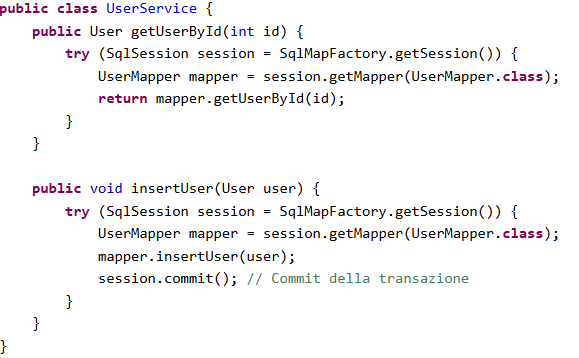 public class UserService {
    public User getUserById(int id) {
        try (SqlSession session = SqlMapFactory.getSession()) {
            UserMapper mapper = session.getMapper(UserMapper.class);
            return mapper.getUserById(id);
        }
    }

    public void insertUser(User user) {
        try (SqlSession session = SqlMapFactory.getSession()) {
            UserMapper mapper = session.getMapper(UserMapper.class);
            mapper.insertUser(user);
            session.commit(); // Commit della transazione
        }
    }
}